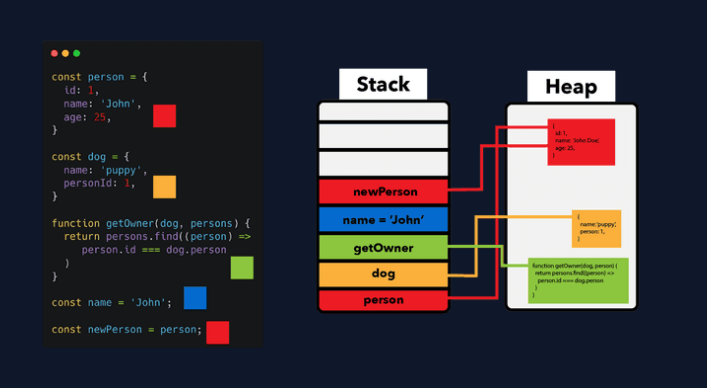 const person = {
id: 1,
name: 'John',
age: 25,
}
const dog = {
name: 'puppy',
personId: 1,
}
function getOwner(dog, persons) {
return persons.find((person) =>
person.id === dog.person
)
}
const name = 'John';
const newPerson = person;
Stack
newPerson
name = ‘John’
getOwner
dog
person
Heap
{
id: 1,
name: 'John Doe',
age: 25,
}
{
name:'puppy',
person: 1,
}
function getOwner(dog, person) {
return persons.find(person) =>
person.id === dog.person
)
}